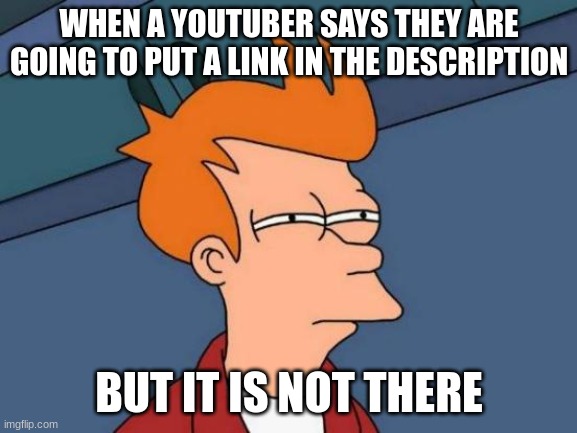 WHEN A YOUTUBER SAYS THEY ARE
GOING TO PUT A LINK IN THE DESCRIPTION
BUT IT IS NOT THERE
imgflip.com